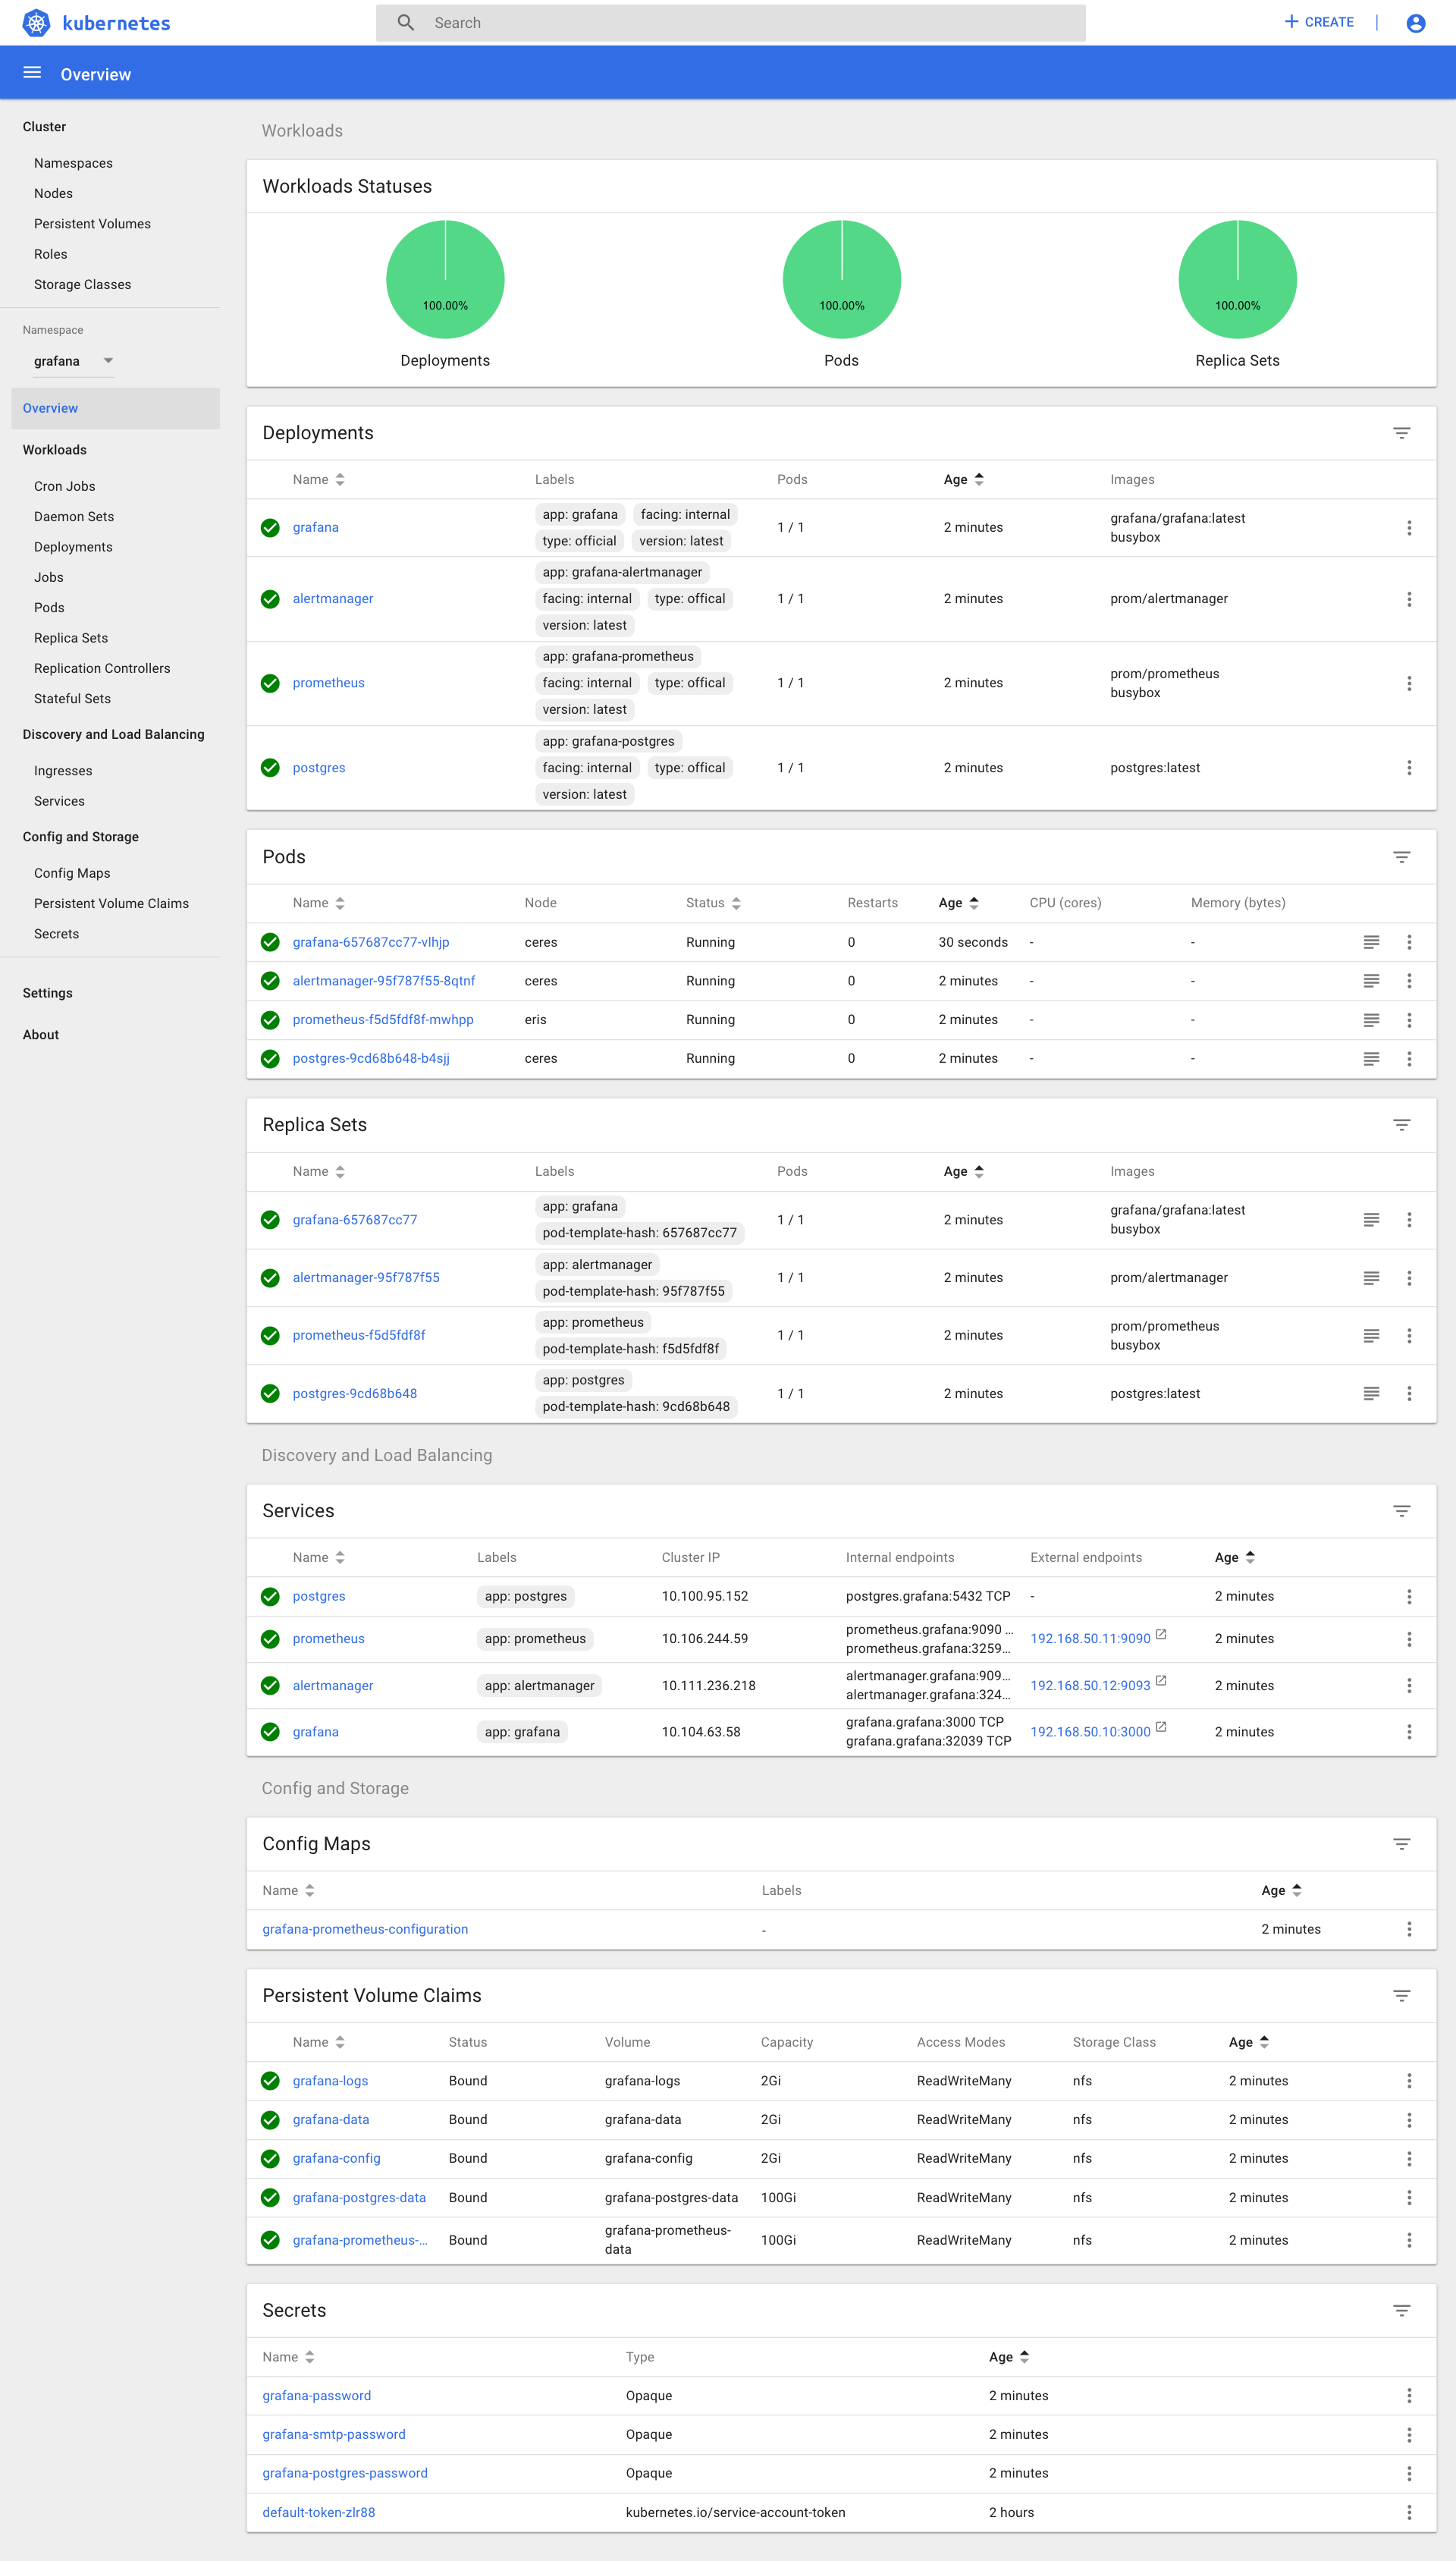 kubernetes
Search
CREATE
Overview
Cluster
Namespaces
Nodes
Persistent Volumes
Roles
Storage Classes
Namespace
grafana
Overview
Workloads
Cron Jobs
Daemon Sets
Deployments
Jobs
Pods
Replica Sets
Replication Controllers
Stateful Sets
Discovery and Load Balancing
Ingresses
Services
Config and Storage
Config Maps
Persistent Volume Claims
Secrets
Settings
About
Workloads
Workloads Statuses
100.00% 100.00% 100.00%
Deployments Pods Replica Sets
Deployments
Name Labels Pods Age Images
app: grafana facing: internal
grafana 1 / 1 2 minutes grafana/grafana:latest
type: official version: latest busybox
app: grafana-alertmanager
alertmanager facing: internal type: offical 1 / 1 2 minutes prom/alertmanager
version: latest
app: grafana-prometheus
prometheus facing: internal type: offical 1 / 1 2 minutes prom/prometheus
version: latest busybox
app: grafana-postgres
postgres facing: internal type: offical 1 / 1 2 minutes postgres:latest
version: latest
Pods
Name Node Status Restarts Age CPU (cores) Memory (bytes)
grafana-657687cc77-vlhjp ceres Running 0 30 seconds - -
alertmanager-95f787f55-8qtnf ceres Running 0 2 minutes - -
prometheus-f5d5fdf8f-mwhpp eris Running 0 2 minutes - -
postgres-9cd68b648-b4sjj ceres Running 0 2 minutes - -
Replica Sets
Name Labels Pods Age Images
app: grafana grafana/grafana:latest
grafana-657687cc77 1 / 1 2 minutes
pod-template-hash: 657687cc77 busybox
app: alertmanager
alertmanager-95f787f55 1 / 1 2 minutes prom/alertmanager
pod-template-hash: 95f787f55
app: prometheus prom/prometheus
prometheus-f5d5fdf8f 1 / 1 2 minutes
pod-template-hash: f5d5fdf8f busybox
app: postgres
postgres-9cd68b648 1 / 1 2 minutes postgres:latest
pod-template-hash: 9cd68b648
Discovery and Load Balancing
Services
Name Labels Cluster IP Internal endpoints External endpoints Age
postgres app: postgres 10.100.95.152 postgres.grafana:5432 TCP - 2 minutes
prometheus.grafana:9090 ...
prometheus app: prometheus 10.106.244.59 192.168.50.11:9090 2 minutes
prometheus.grafana:3259...
alertmanager.grafana:909...
alertmanager app: alertmanager 10.111.236.218 192.168.50.12:9093 2 minutes
alertmanager.grafana:324...
grafana.grafana:3000 TCP
grafana app: grafana 10.104.63.58 192.168.50.10:3000 2 minutes
grafana.grafana:32039 TCP
Config and Storage
Config Maps
Name Labels Age
grafana-prometheus-configuration - 2 minutes
Persistent Volume Claims
Name Status Volume Capacity Access Modes Storage Class Age
grafana-logs Bound grafana-logs 2Gi ReadWriteMany nfs 2 minutes
grafana-data Bound grafana-data 2Gi ReadWriteMany nfs 2 minutes
grafana-config Bound grafana-config 2Gi ReadWriteMany nfs 2 minutes
grafana-postgres-data Bound grafana-postgres-data 100Gi ReadWriteMany nfs 2 minutes
grafana-prometheus-... Bound grafana-prometheus- 100Gi ReadWriteMany nfs 2 minutes
data
Secrets
Name Type Age
grafana-password Opaque 2 minutes
grafana-smtp-password Opaque 2 minutes
grafana-postgres-password Opaque 2 minutes
default-token-zlr88 kubernetes.io/service-account-token 2 hours